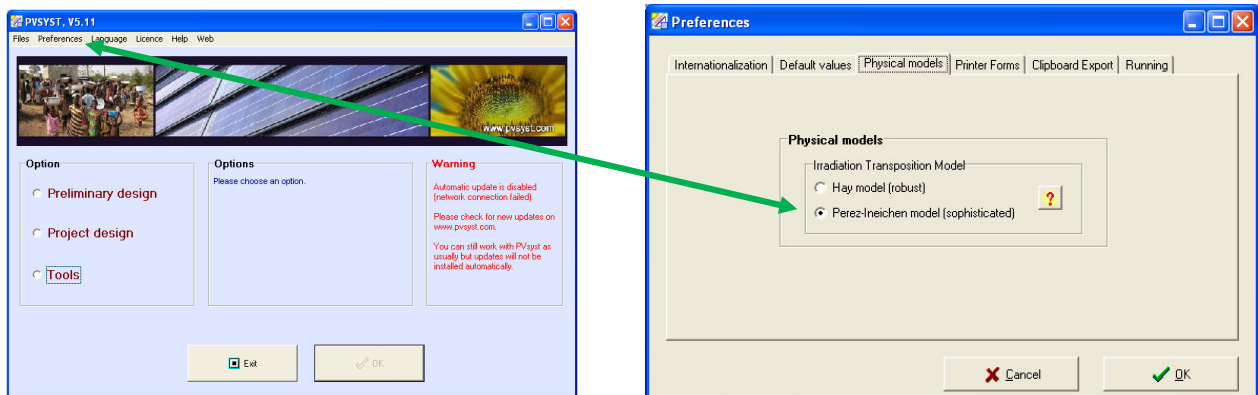 PVSYST, V5.11
Files Preferences Language Licence Help Web
www.pvsyst.com
Option
Preliminary design
Project design
Tools
Options
Please choose an option.
Warning
Automatic update is disabled
(network connection failed).
Please check for new updates on
www.pvsyst.com.
You can still work with PVsyst as
usually but updates will not be
installed automatically.
Exit
OK
Preferences
Internationalization Default values Physical models Printer Forms Clipboard Export Running
Physical models
Irradiation Transposition Model
Hay model (robust)
Perez-Ineichen model (sophisticated)
?
Cancel
OK